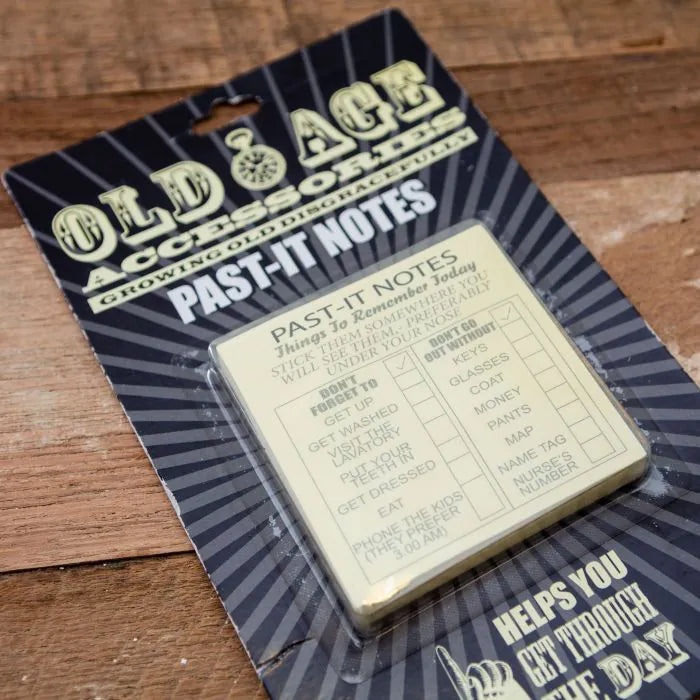 OLD AGE
ACCESSORIES
GROWING OLD DISGRACEFULLY
PAST-IT NOTES
PAST-IT NOTES
Things To Remember Today
STICK THEM SOMEWHERE YOU
WILL SEE THEM.. PREFERABLY
UNDER YOUR NOSE
DON'T
FORGET TO
GET UP
GET WASHED
VISIT THE
LAVATORY
PUT YOUR
TEETH IN
GET DRESSED
EAT
PHONE THE KIDS
(THEY PREFER
3.00 AM)
DON'T GO
OUT WITHOUT
KEYS
GLASSES
COAT
MONEY
PANTS
MAP
NAME TAG
NURSE'S
NUMBER
HELPS YOU
GET THROUGH
THE DAY